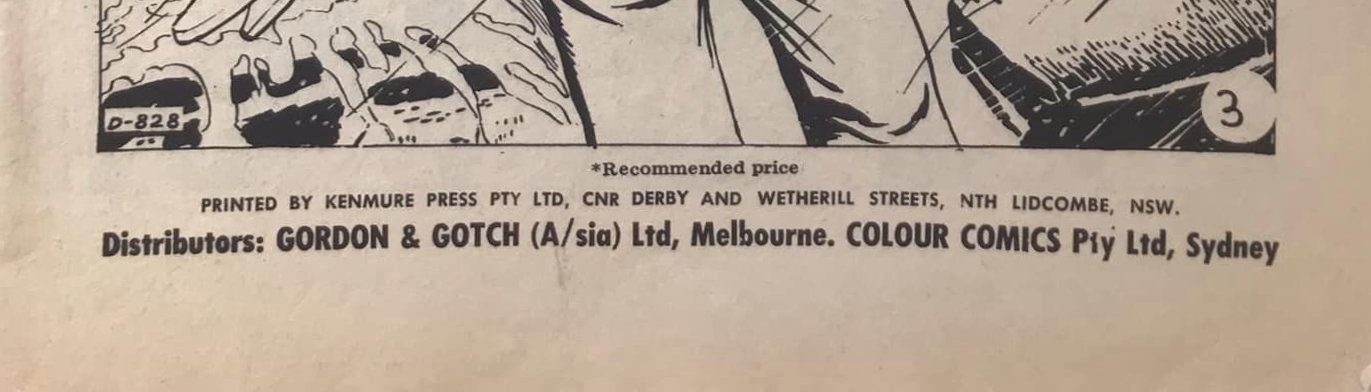 D-828
3
*Recommended price
PRINTED BY KENMURE PRESS PTY LTD, CNR DERBY AND WETHERILL STREETS, NTH LIDCOMBE, NSW.
Distributors: GORDON & GOTCH (A/sia) Ltd, Melbourne. COLOUR COMICS Pty Ltd, Sydney